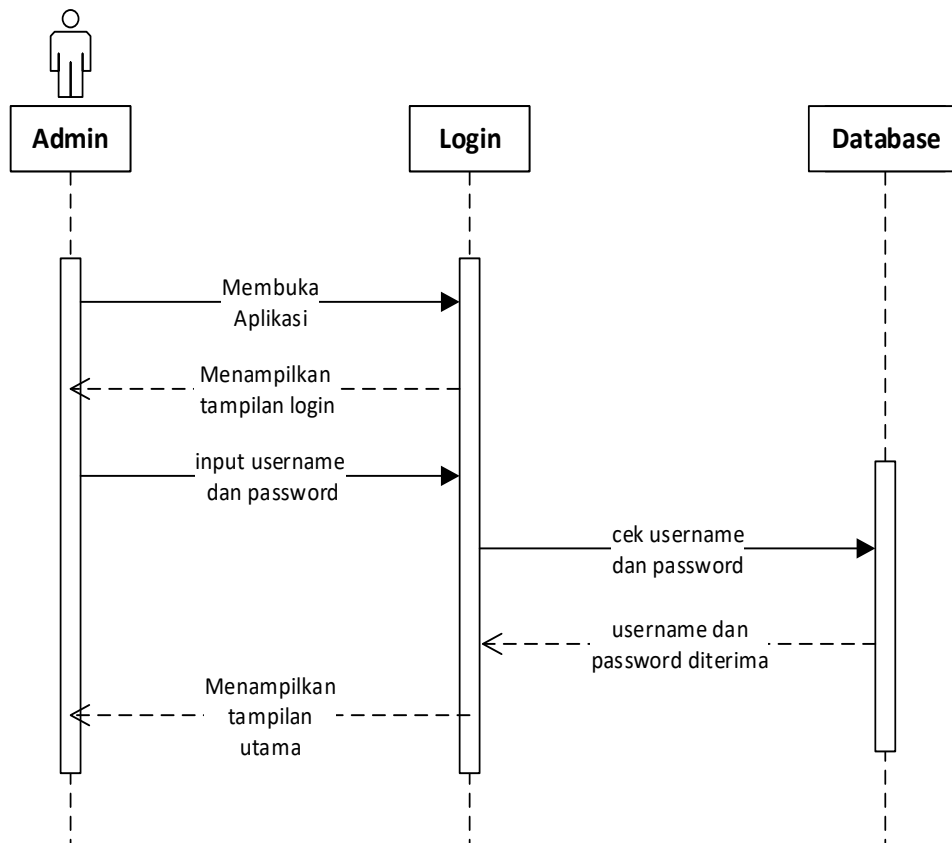 Admin
Login
Database
Membuka
Aplikasi
Menampilkan
tampilan login
input username
dan password
cek username
dan password
username dan
password diterima
Menampilkan
tampilan
utama